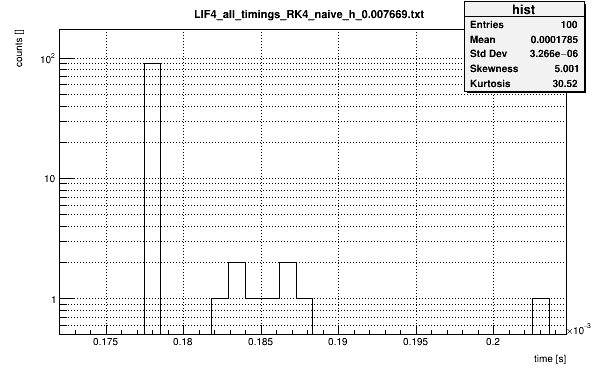 LIF4_all_timings_RK4_naive_h_0.007669.txt
hist
Entries 100
Mean 0.0001785
Std Dev 3.266e−06
Skewness 5.001
Kurtosis 30.52
counts []
10²
10
1
0.175 0.18 0.185 0.19 0.195 0.2
×10⁻³
time [s]